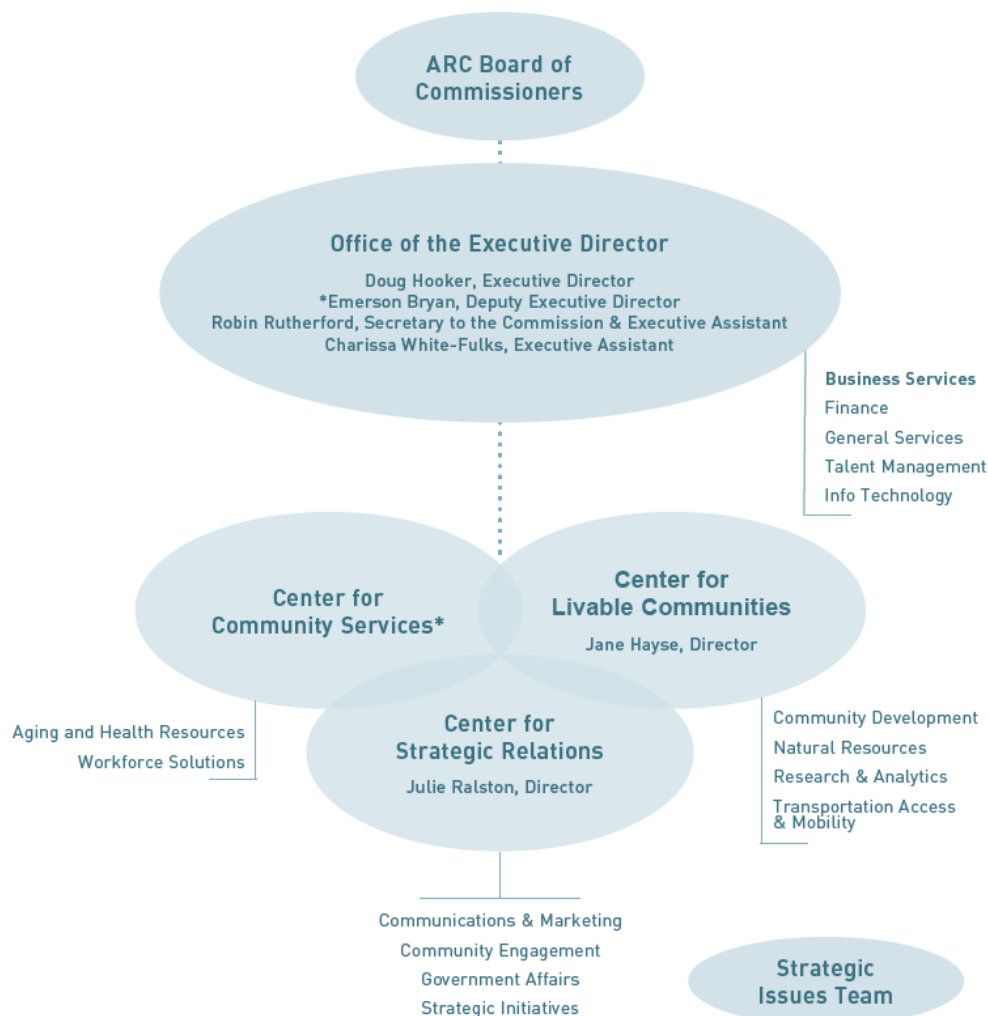 ARC Board of
Commissioners
Office of the Executive Director
Doug Hooker, Executive Director
*Emerson Bryan, Deputy Executive Director
Robin Rutherford, Secretary to the Commission & Executive Assistant
Charissa White-Fulks, Executive Assistant
Business Services
Finance
General Services
Talent Management
Info Technology
Center for
Community Services*
Center for
Livable Communities
Jane Hayse, Director
Aging and Health Resources
Workforce Solutions
Center for
Strategic Relations
Julie Ralston, Director
Community Development
Natural Resources
Research & Analytics
Transportation Access
& Mobility
Communications & Marketing
Community Engagement
Government Affairs
Strategic Initiatives
Strategic
Issues Team